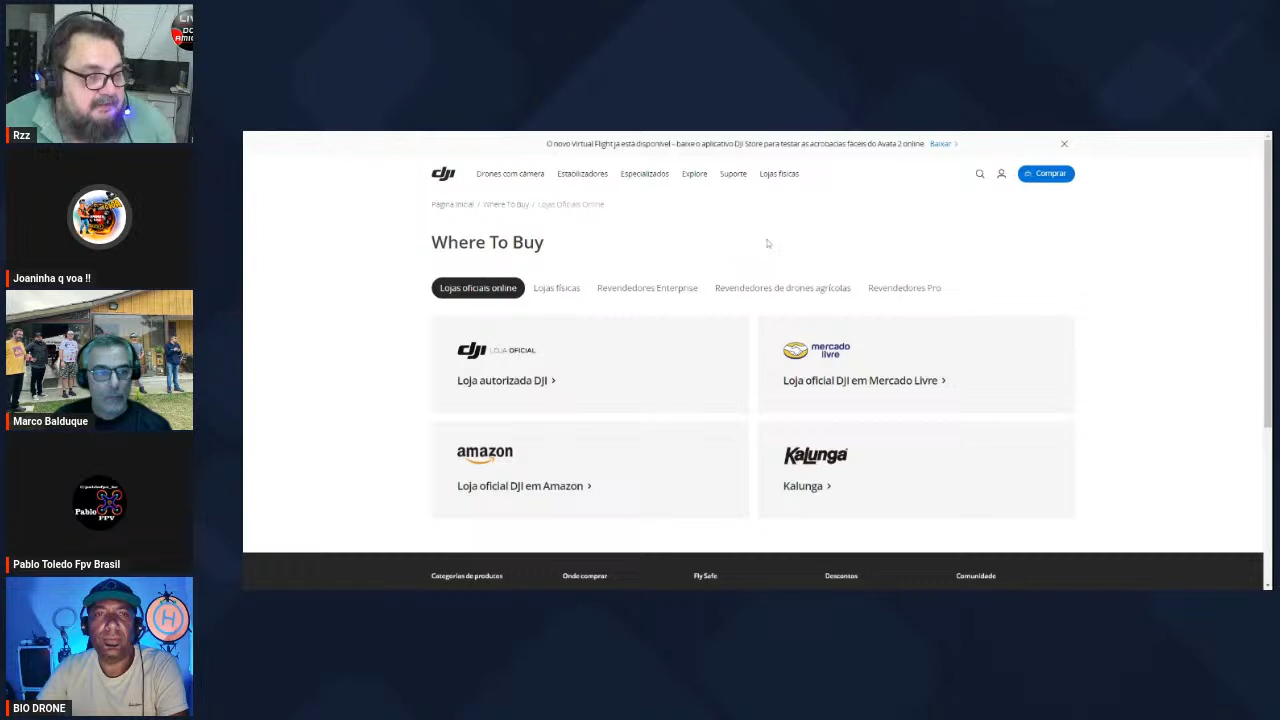 LIV
DO
AMIG
Rzz
Joaninha q voa !!
Marco Balduque
Pablo
FPV
Pablo Toledo Fpv Brasil
H
BIO DRONE
O novo Virtual Flight já está disponível – baixe o aplicativo DJI Store para testar as acrobacias fáceis do Avata 2 online Baixar >
dji Drones com câmera Estabilizadores Especializados Explore Suporte Lojas físicas Comprar
Página Inicial / Where To Buy / Lojas Oficiais Online
Where To Buy
Lojas oficiais online Lojas físicas Revendedores Enterprise Revendedores de drones agrícolas Revendedores Pro
dji LOJA OFICIAL
Loja autorizada DJI >
mercado
livre
Loja oficial DJI em Mercado Livre >
amazon
Loja oficial DJI em Amazon >
Kalunga
Kalunga >
Categorias de produtos Onde comprar Fly Safe Descontos Comunidade